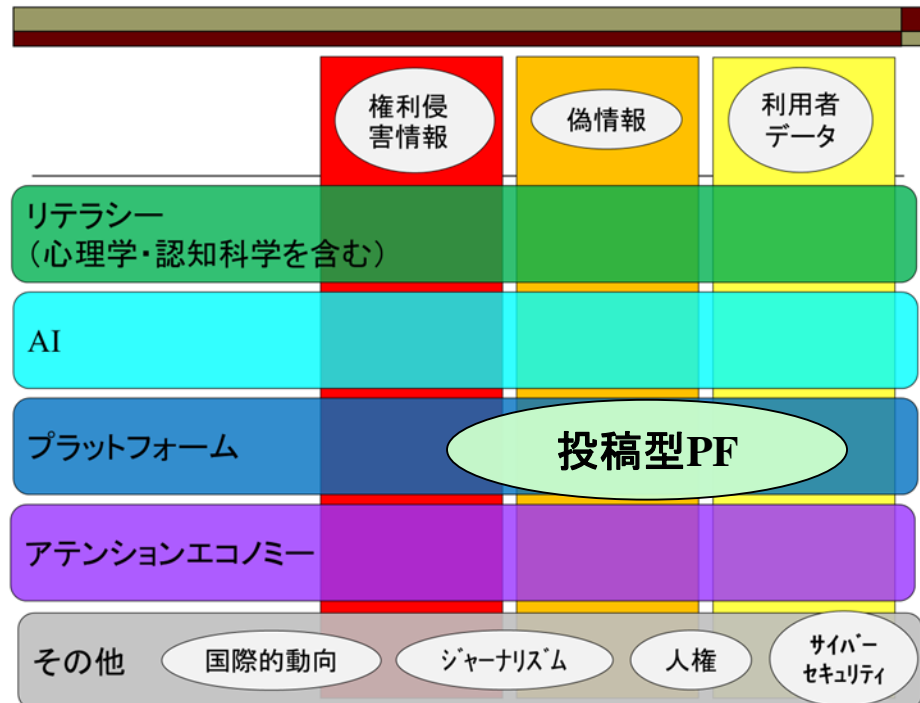 権利侵
害情報
偽情報
利用者
データ
リテラシー
（心理学・認知科学を含む）
AI
プラットフォーム
投稿型PF
アテンションエコノミー
その他
国際的動向
ｼﾞｬｰﾅﾘｽﾞﾑ
人権
ｻｲﾊﾞｰ
ｾｷｭﾘﾃｨ